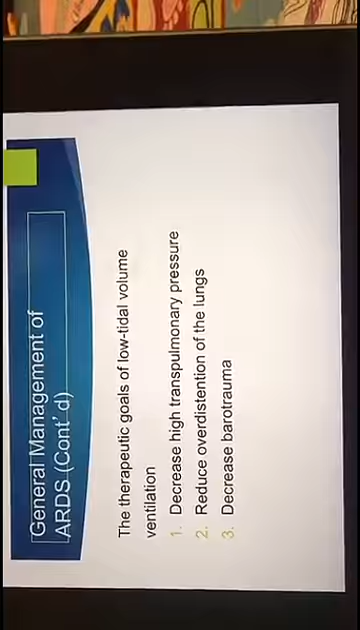 General Management of
ARDS (Cont' d)
The therapeutic goals of low-tidal volume
ventilation
1. Decrease high transpulmonary pressure
2. Reduce overdistention of the lungs
3. Decrease barotrauma